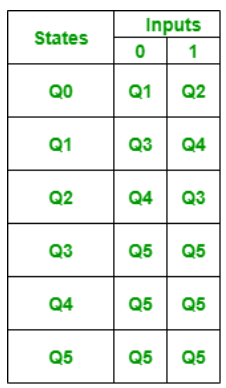 States Inputs
0 1
Q0 Q1 Q2
Q1 Q3 Q4
Q2 Q4 Q3
Q3 Q5 Q5
Q4 Q5 Q5
Q5 Q5 Q5